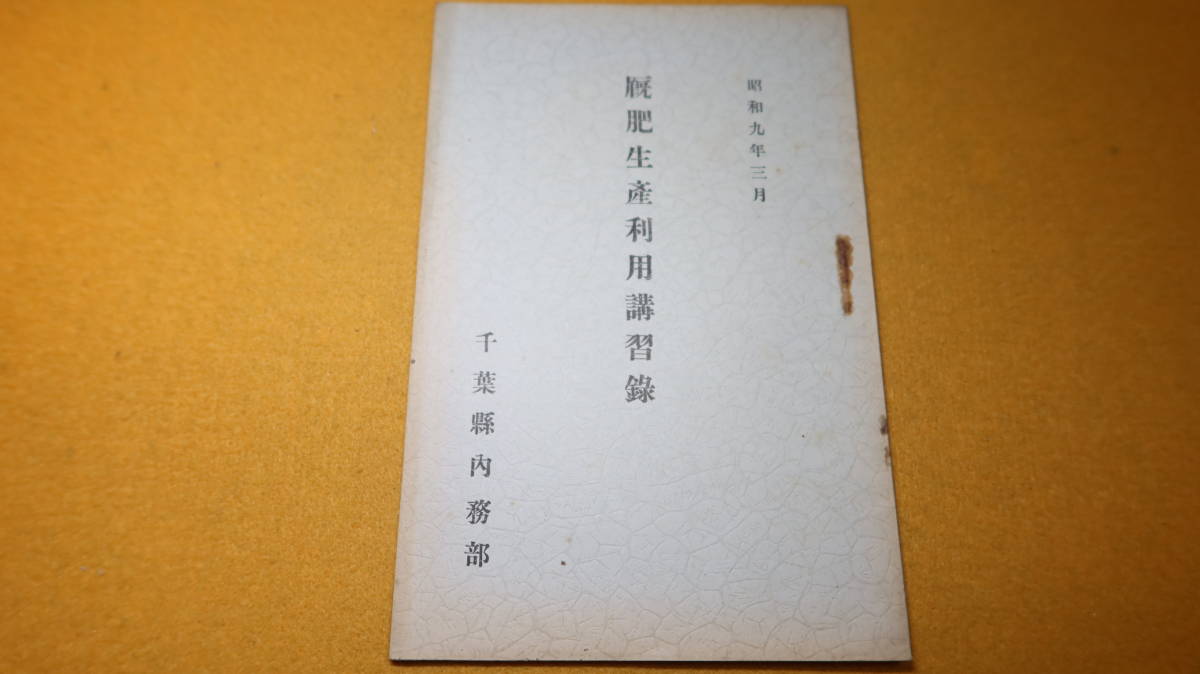 昭和九年三月
厩肥生產利用講習錄
千葉縣內務部